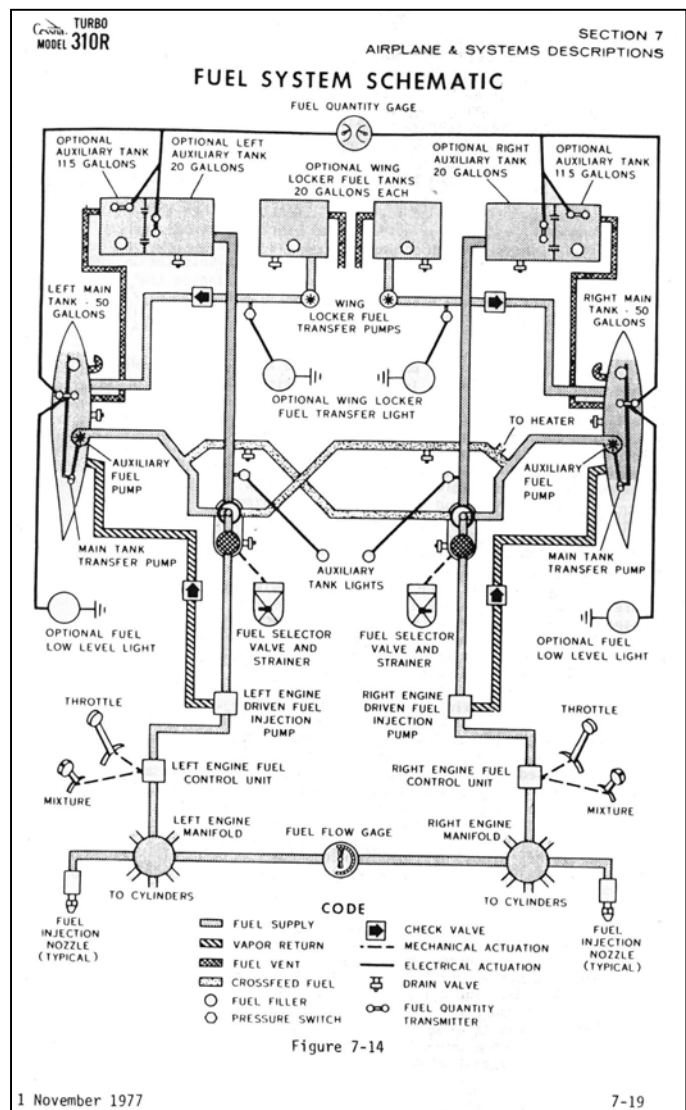 Cessna. TURBO
MODEL 310R
SECTION 7
AIRPLANE & SYSTEMS DESCRIPTIONS
FUEL SYSTEM SCHEMATIC
FUEL QUANTITY GAGE
OPTIONAL
AUXILIARY TANK
11.5 GALLONS
OPTIONAL LEFT
AUXILIARY TANK
20 GALLONS
OPTIONAL WING
LOCKER FUEL TANKS
20 GALLONS EACH
OPTIONAL RIGHT
AUXILIARY TANK
20 GALLONS
OPTIONAL
AUXILIARY TANK
11.5 GALLONS
LEFT MAIN
TANK - 50
GALLONS
WING
LOCKER FUEL
TRANSFER PUMPS
RIGHT MAIN
TANK - 50
GALLONS
OPTIONAL WING LOCKER
FUEL TRANSFER LIGHT
TO HEATER
AUXILIARY
FUEL
PUMP
AUXILIARY
FUEL
PUMP
MAIN TANK
TRANSFER PUMP
AUXILIARY
TANK LIGHTS
MAIN TANK
TRANSFER PUMP
OPTIONAL FUEL
LOW LEVEL LIGHT
FUEL SELECTOR
VALVE AND
STRAINER
FUEL SELECTOR
VALVE AND
STRAINER
OPTIONAL FUEL
LOW LEVEL LIGHT
LEFT ENGINE
DRIVEN FUEL
INJECTION
PUMP
RIGHT ENGINE
DRIVEN FUEL
INJECTION
PUMP
THROTTLE
THROTTLE
MIXTURE
LEFT ENGINE FUEL
CONTROL UNIT
RIGHT ENGINE FUEL
CONTROL UNIT
MIXTURE
LEFT ENGINE
MANIFOLD
FUEL FLOW GAGE
RIGHT ENGINE
MANIFOLD
TO CYLINDERS
TO CYLINDERS
FUEL
INJECTION
NOZZLE
(TYPICAL)
FUEL
INJECTION
NOZZLE
(TYPICAL)
CODE
FUEL SUPPLY
VAPOR RETURN
FUEL VENT
CROSSFEED FUEL
FUEL FILLER
PRESSURE SWITCH
CHECK VALVE
MECHANICAL ACTUATION
ELECTRICAL ACTUATION
DRAIN VALVE
FUEL QUANTITY
TRANSMITTER
Figure 7-14
1 November 1977
7-19